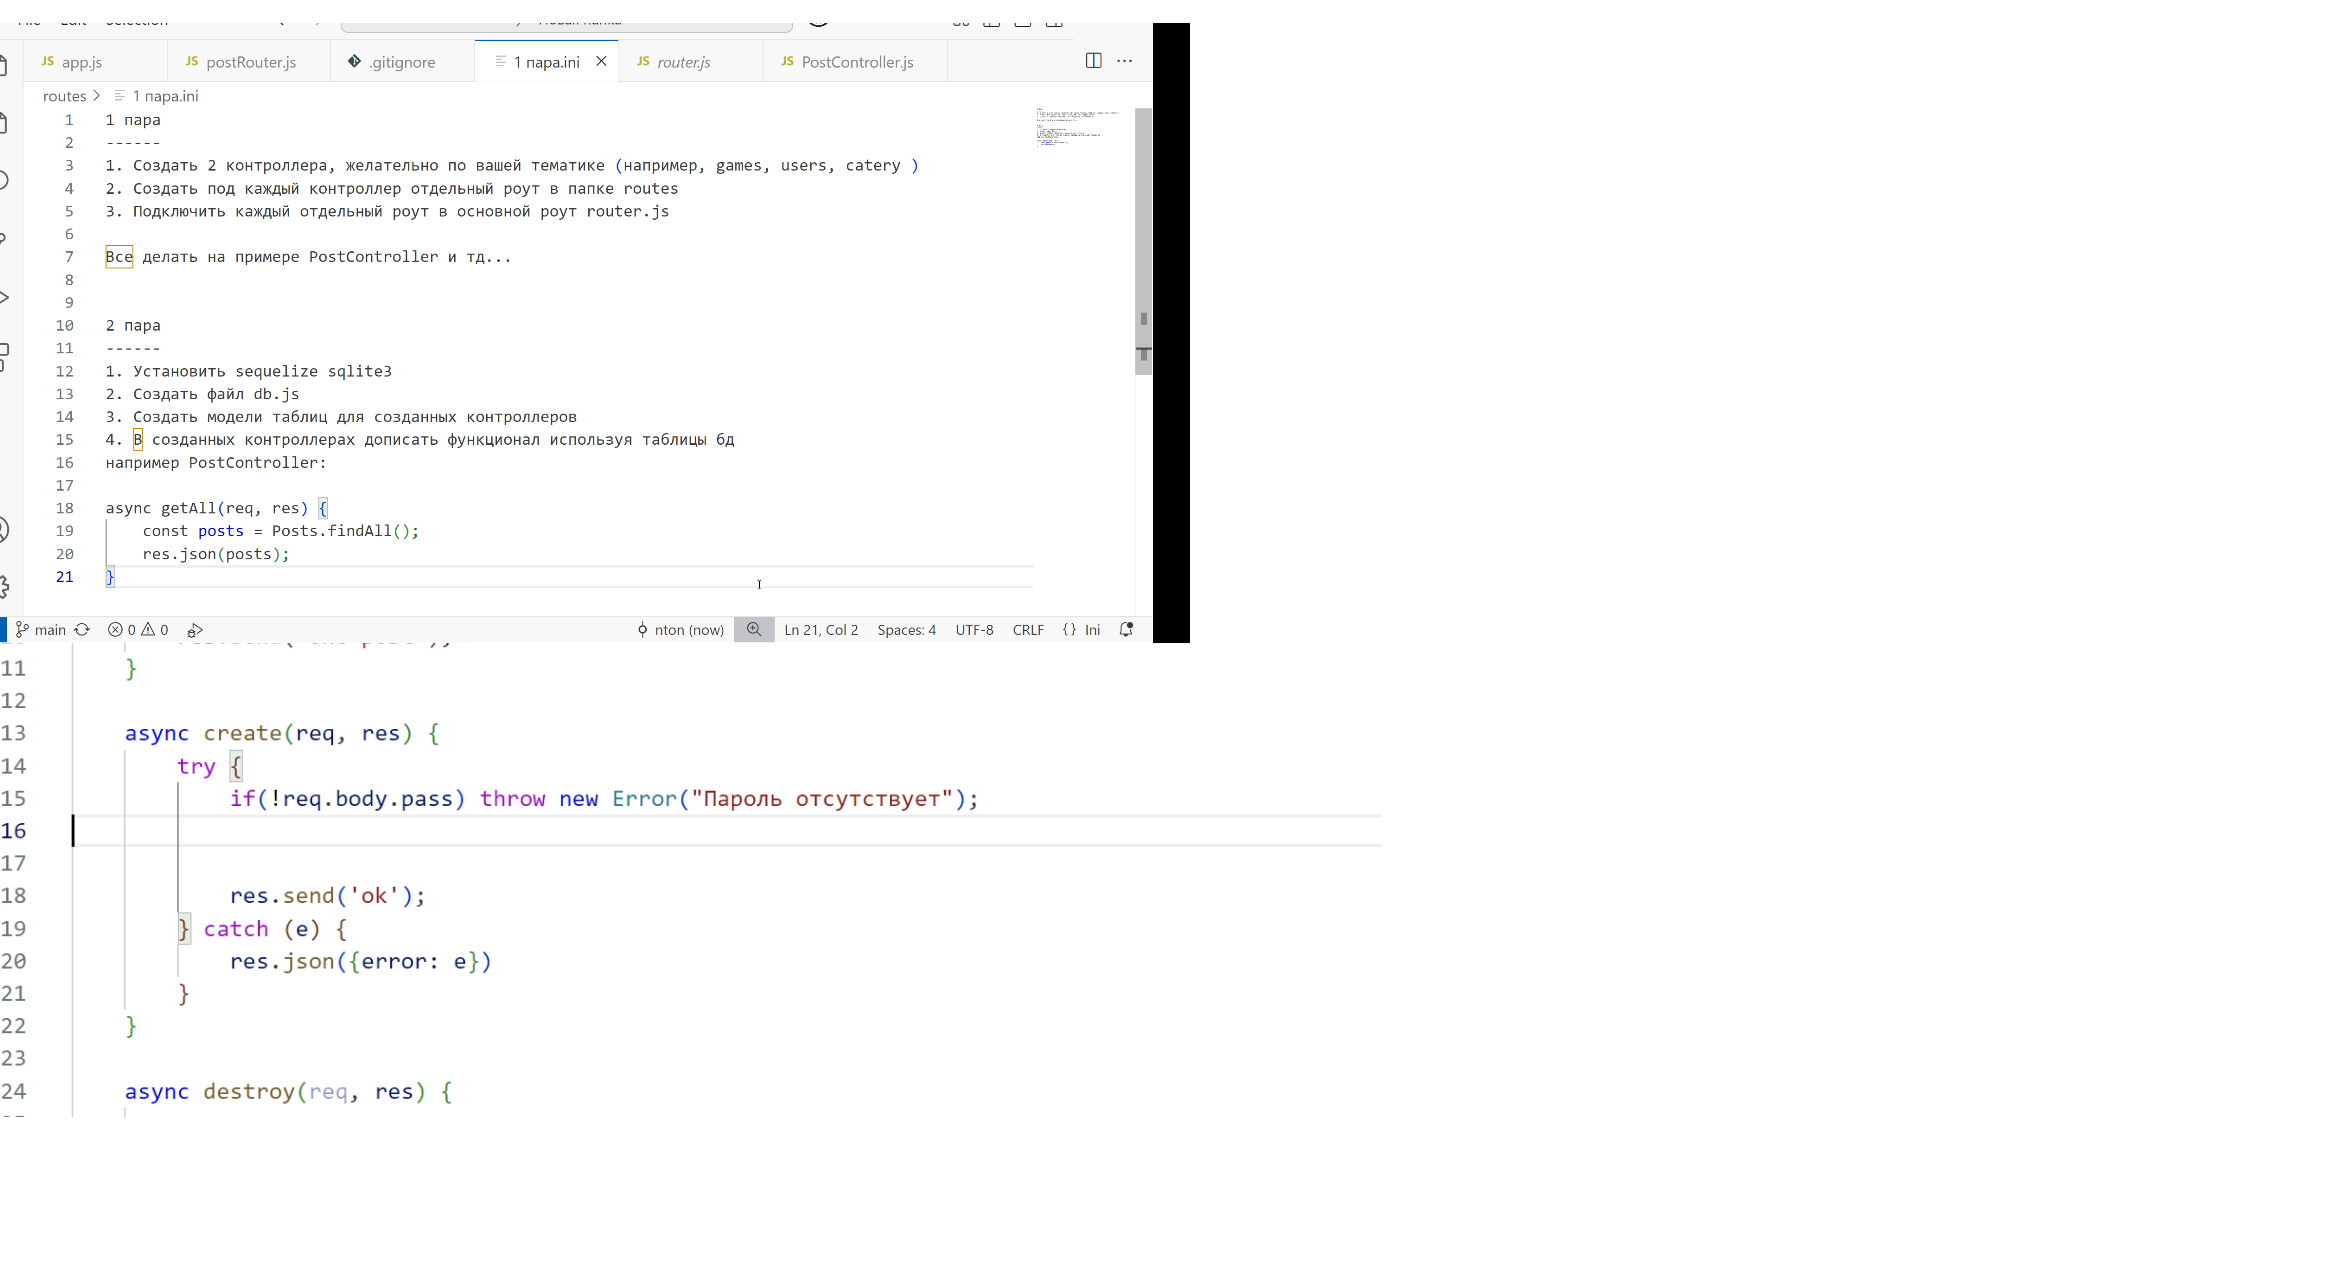 app.js postRouter.js .gitignore 1 пара.ini router.js PostController.js
routes 1 пара.ini
1 1 пара
2 ------
3 1. Создать 2 контроллера, желательно по вашей тематике (например, games, users, catery )
4 2. Создать под каждый контроллер отдельный роут в папке routes
5 3. Подключить каждый отдельный роут в основной роут router.js
6
7 Все делать на примере PostController и тд...
8
9
10 2 пара
11 ------
12 1. Установить sequelize sqlite3
13 2. Создать файл db.js
14 3. Создать модели таблиц для созданных контроллеров
15 4. В созданных контроллерах дописать функционал используя таблицы бд
16 например PostController:
17
18 async getAll(req, res) {
19 const posts = Posts.findAll();
20 res.json(posts);
21 }
main 0 0 nton (now) Ln 21, Col 2 Spaces: 4 UTF-8 CRLF {} Ini
11 }
12
13 async create(req, res) {
14 try {
15 if(!req.body.pass) throw new Error("Пароль отсутствует");
16
17
18 res.send('ok');
19 } catch (e) {
20 res.json({error: e})
21 }
22 }
23
24 async destroy(req, res) {